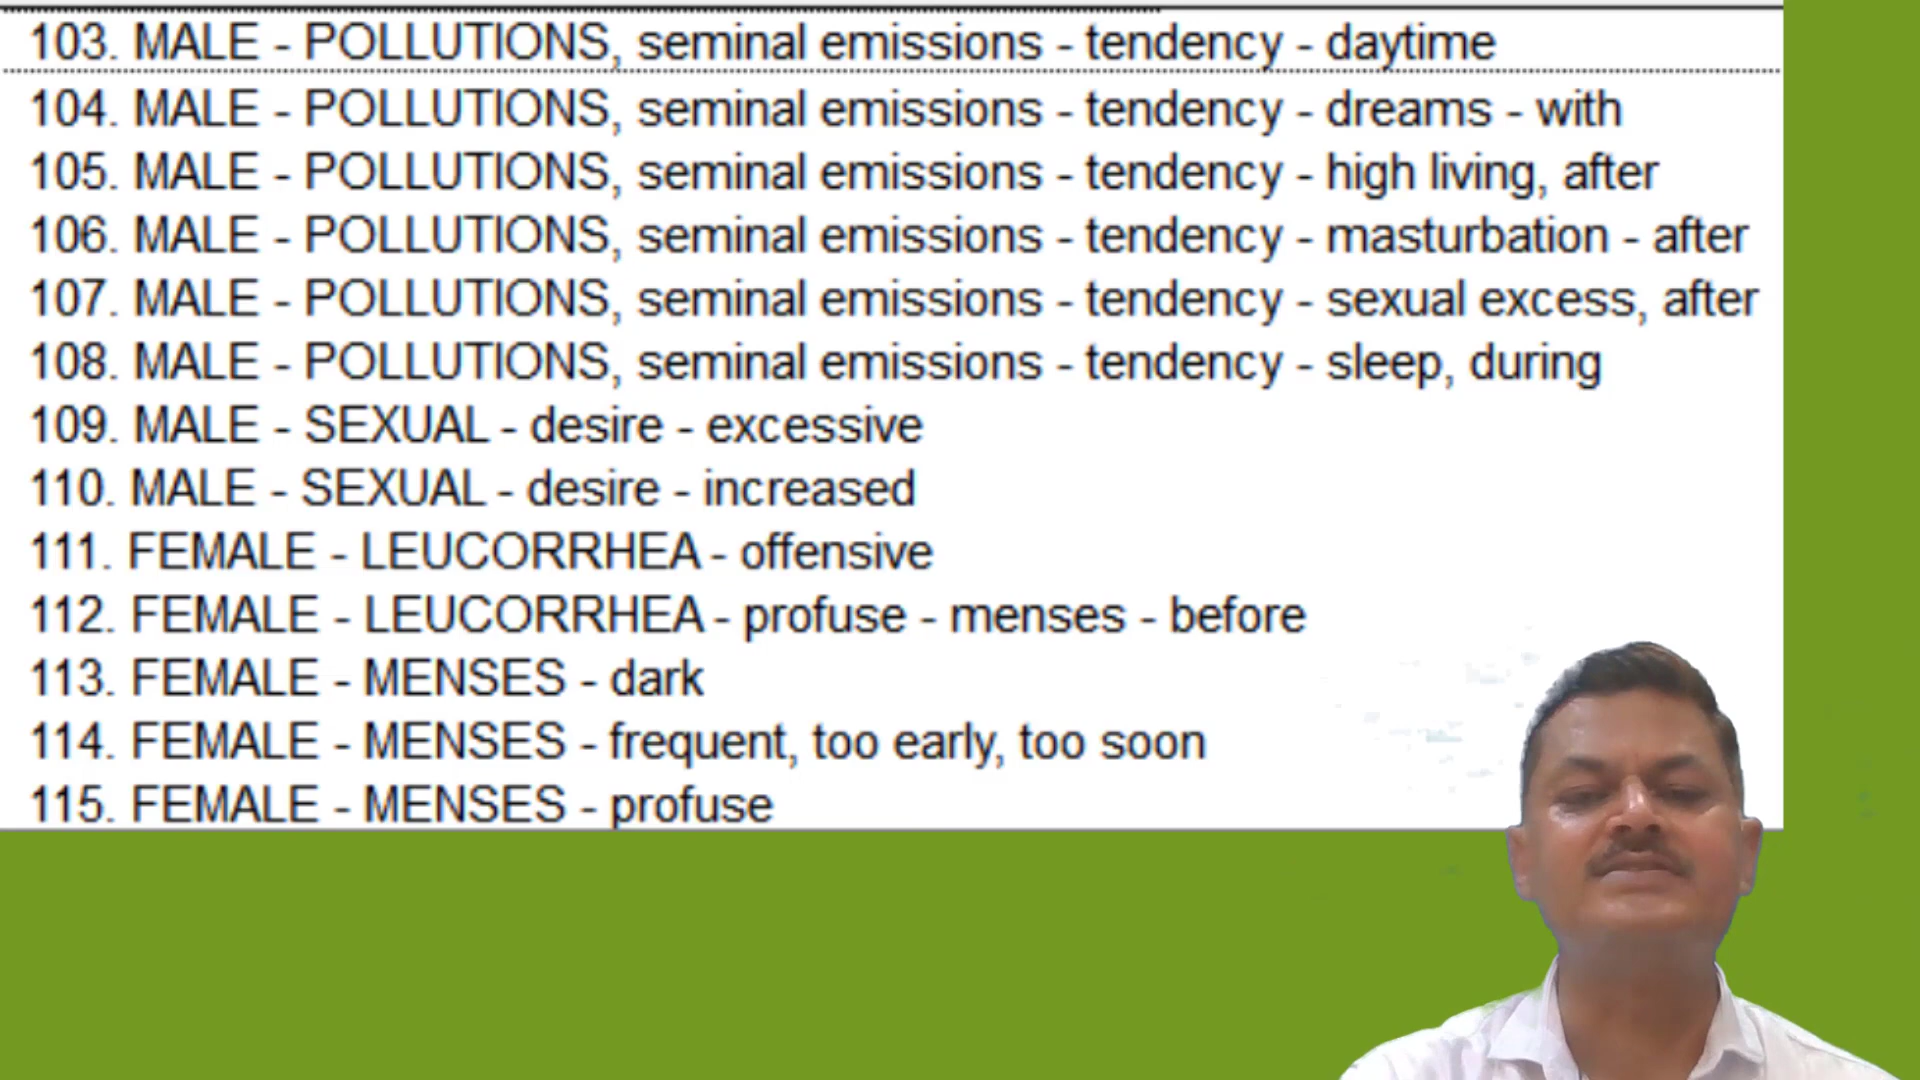 103. MALE - POLLUTIONS, seminal emissions - tendency - daytime
104. MALE - POLLUTIONS, seminal emissions - tendency - dreams - with
105. MALE - POLLUTIONS, seminal emissions - tendency - high living, after
106. MALE - POLLUTIONS, seminal emissions - tendency - masturbation - after
107. MALE - POLLUTIONS, seminal emissions - tendency - sexual excess, after
108. MALE - POLLUTIONS, seminal emissions - tendency - sleep, during
109. MALE - SEXUAL - desire - excessive
110. MALE - SEXUAL - desire - increased
111. FEMALE - LEUCORRHEA - offensive
112. FEMALE - LEUCORRHEA - profuse - menses - before
113. FEMALE - MENSES - dark
114. FEMALE - MENSES - frequent, too early, too soon
115. FEMALE - MENSES - profuse